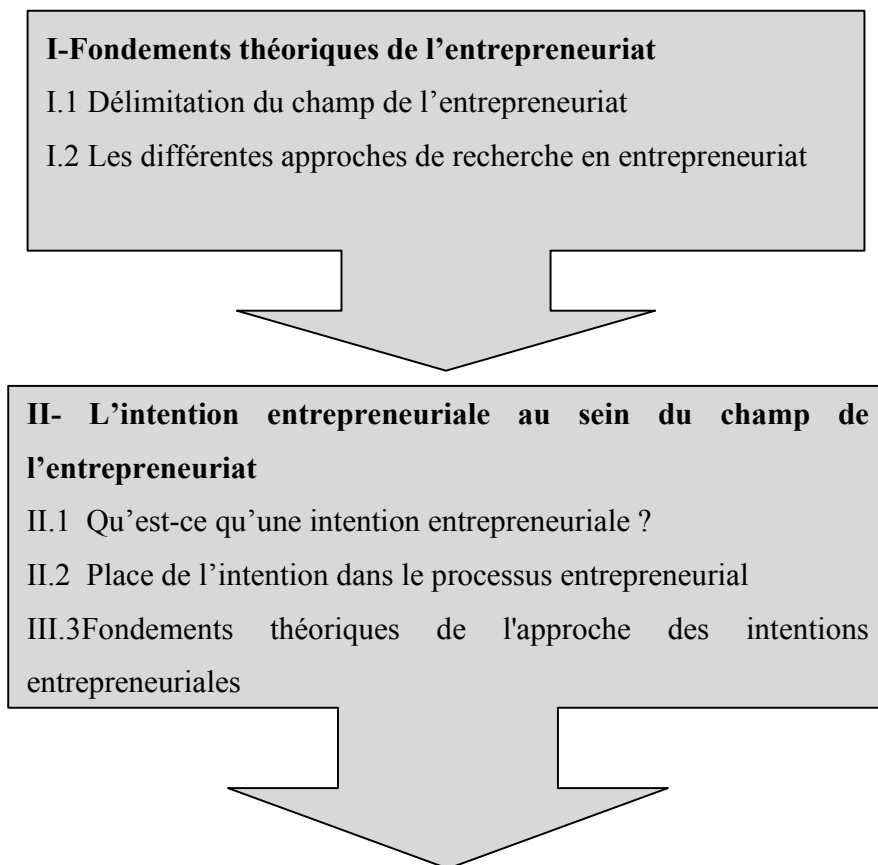 I-Fondements théoriques de l’entrepreneuriat
I.1 Délimitation du champ de l’entrepreneuriat
I.2 Les différentes approches de recherche en entrepreneuriat
II- L’intention entrepreneuriale au sein du champ de
l’entrepreneuriat
II.1 Qu’est-ce qu’une intention entrepreneuriale ?
II.2 Place de l’intention dans le processus entrepreneurial
III.3Fondements théoriques de l'approche des intentions
entrepreneuriales